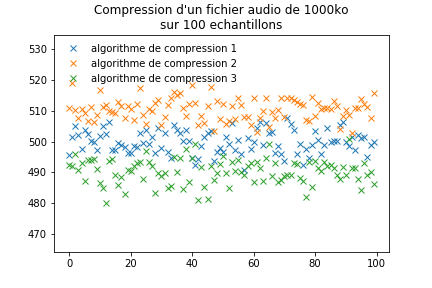 Compression d'un fichier audio de 1000ko
sur 100 echantillons
algorithme de compression 1
algorithme de compression 2
algorithme de compression 3
530
520
510
500
490
480
470
0
20
40
60
80
100